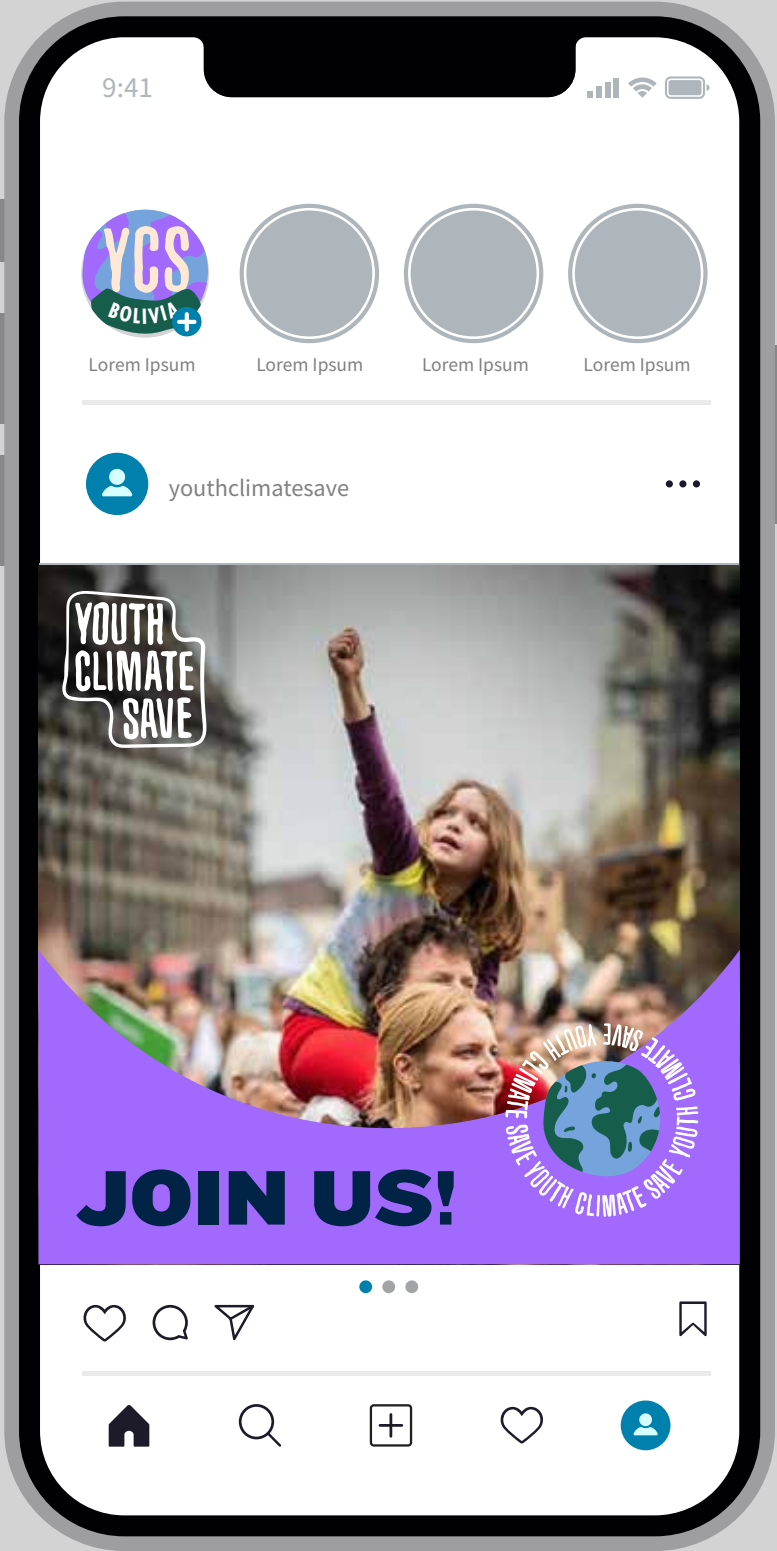 9:41
YCS
BOLIVIA
Lorem Ipsum
Lorem Ipsum
Lorem Ipsum
Lorem Ipsum
youthclimatesave
YOUTH
CLIMATE
SAVE
YOUTH CLIMATE SAVE YOUTH CLIMATE SAVE YOUTH CLIMATE SAVE
JOIN US!